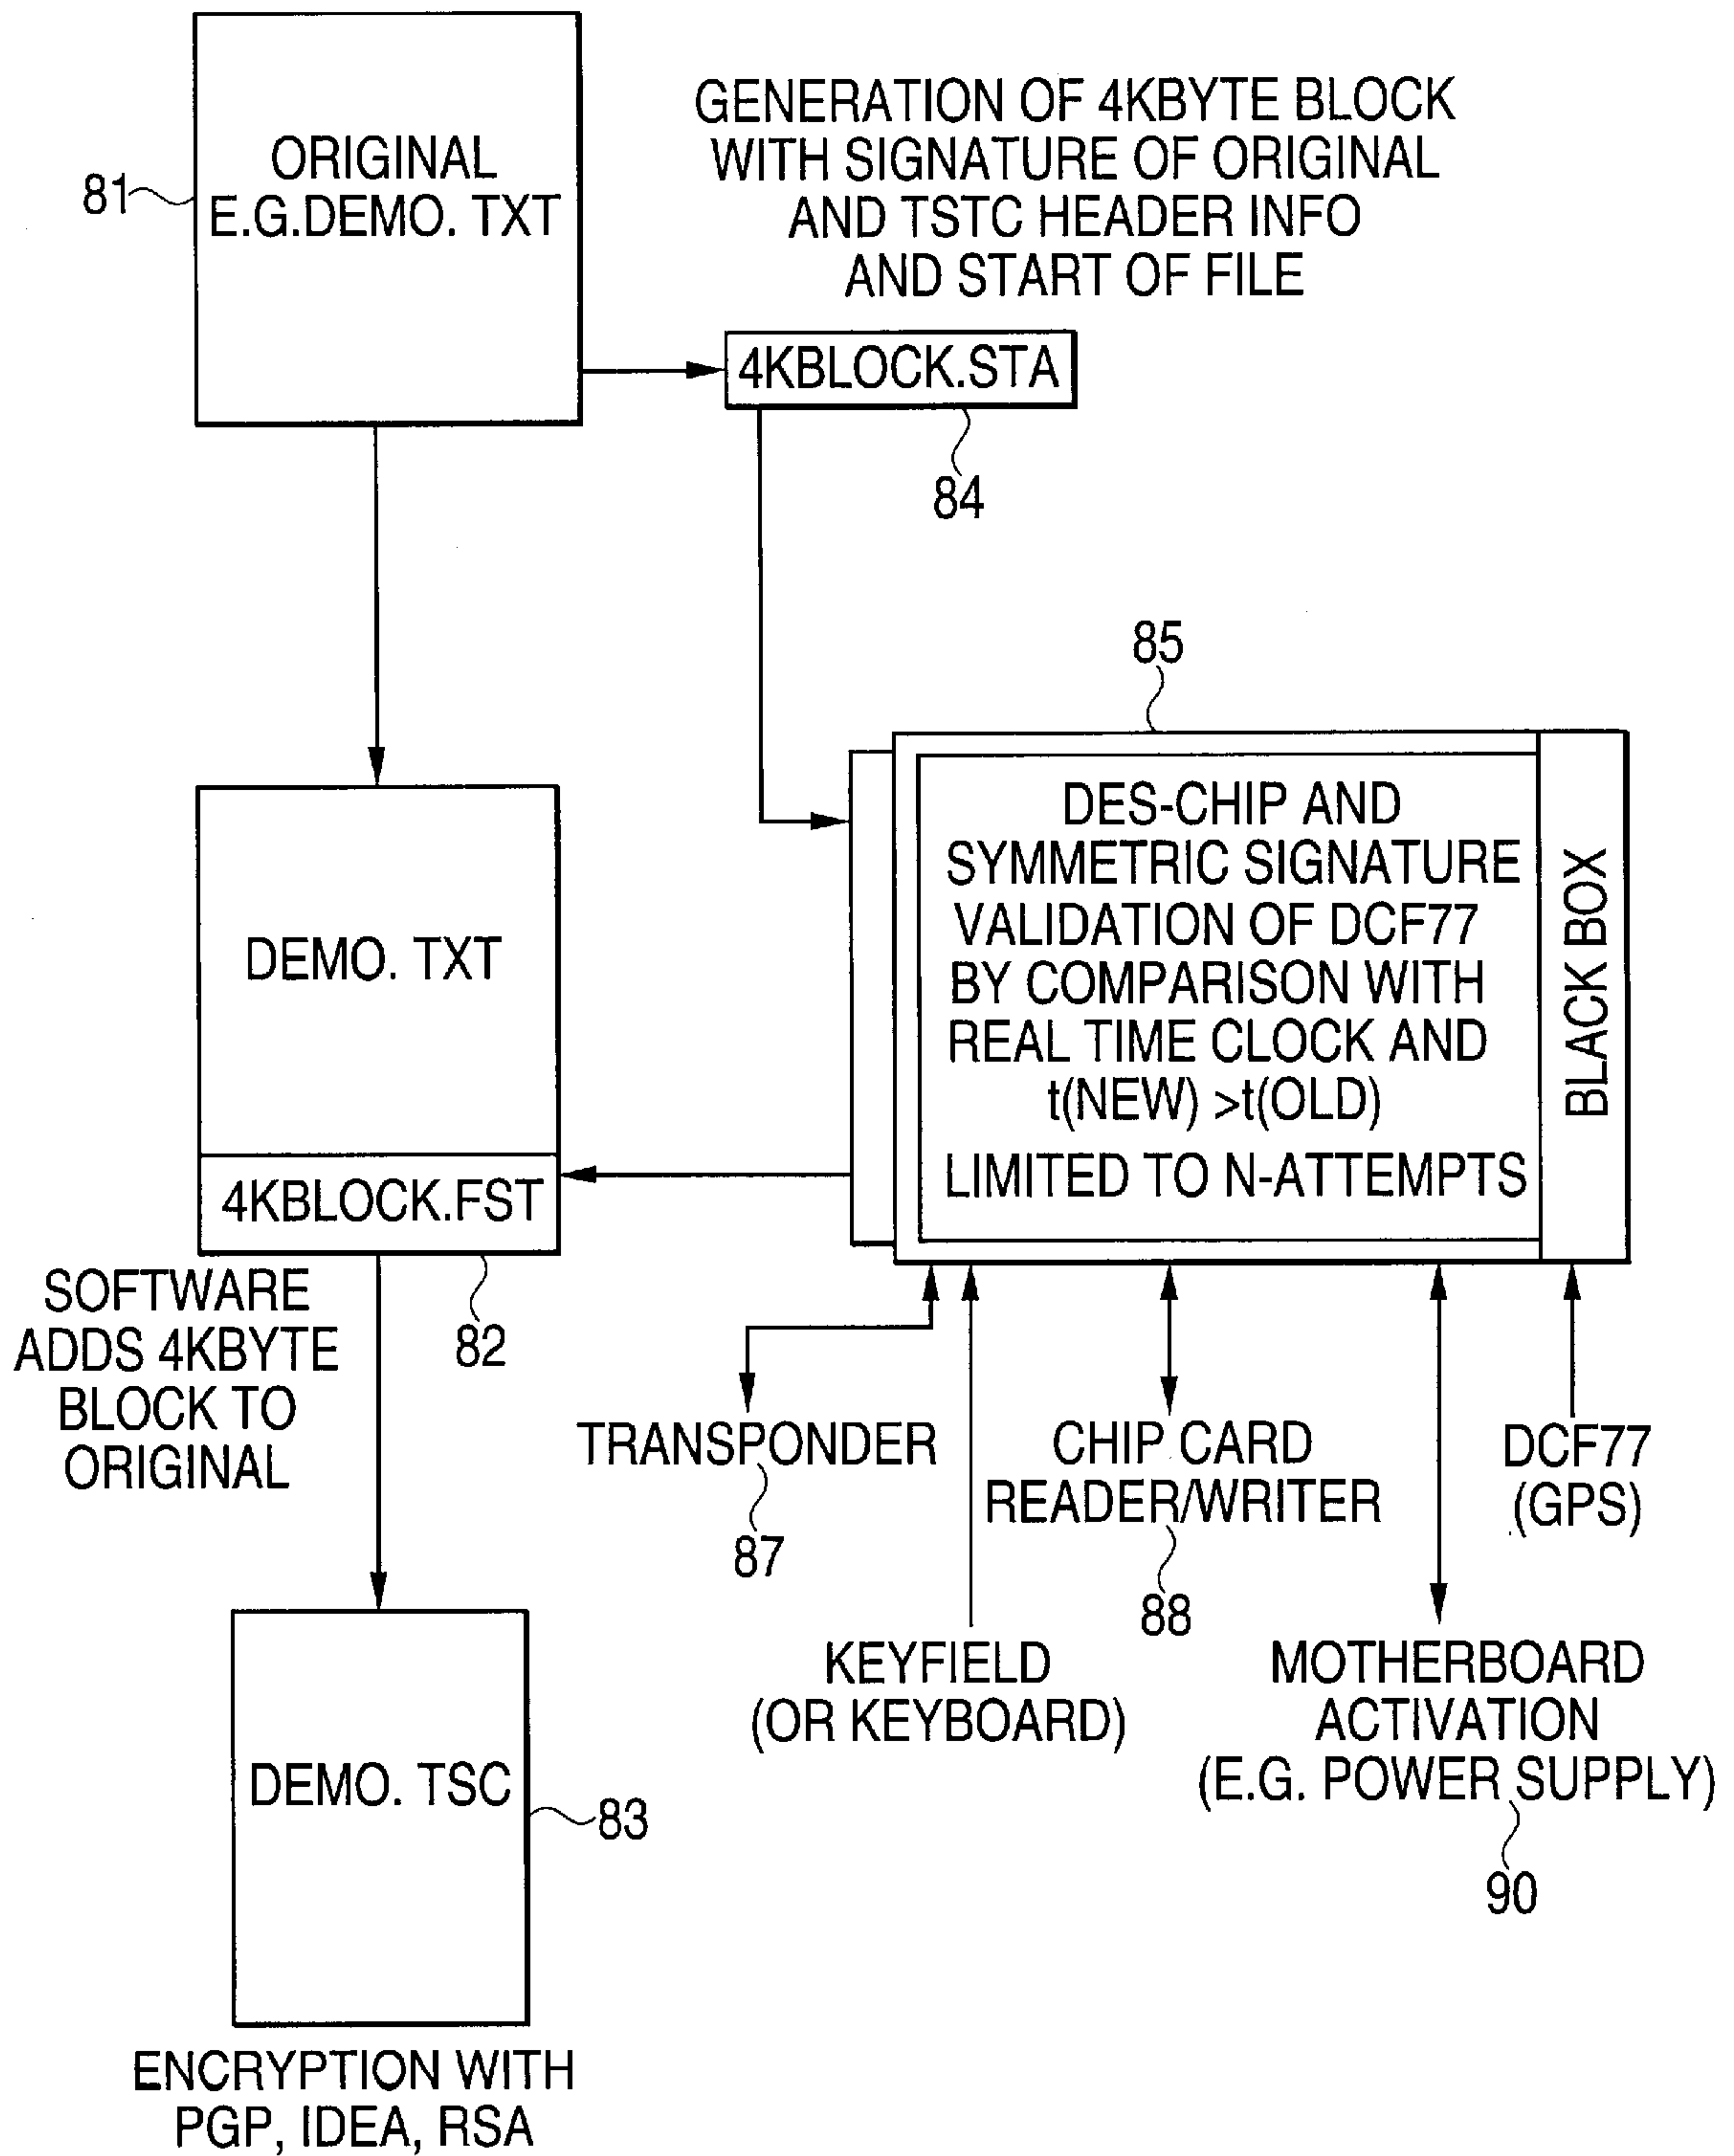 ORIGINAL
E.G.DEMO. TXT
81
GENERATION OF 4KBYTE BLOCK
WITH SIGNATURE OF ORIGINAL
AND TSTC HEADER INFO
AND START OF FILE
4KBLOCK.STA
84
85
DES-CHIP AND
SYMMETRIC SIGNATURE
VALIDATION OF DCF77
BY COMPARISON WITH
REAL TIME CLOCK AND
t(NEW) >t(OLD)
LIMITED TO N-ATTEMPTS
BLACK BOX
DEMO. TXT
4KBLOCK.FST
82
SOFTWARE
ADDS 4KBYTE
BLOCK TO
ORIGINAL
TRANSPONDER
87
CHIP CARD
READER/WRITER
88
DCF77
(GPS)
KEYFIELD
(OR KEYBOARD)
MOTHERBOARD
ACTIVATION
(E.G. POWER SUPPLY)
90
DEMO. TSC
83
ENCRYPTION WITH
PGP, IDEA, RSA